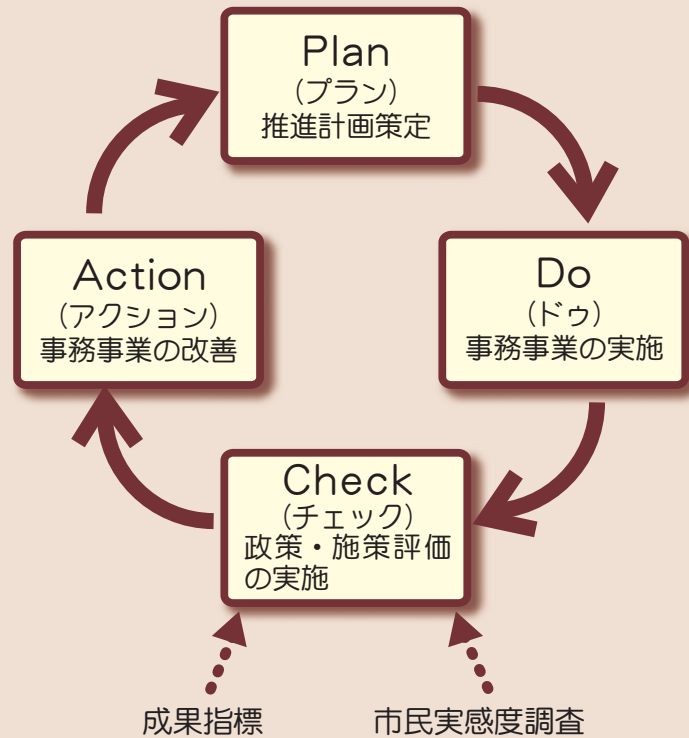 Plan
(プラン)
推進計画策定
Action
(アクション)
事務事業の改善
Do
(ドゥ)
事務事業の実施
Check
(チェック)
政策・施策評価
の実施
成果指標
市民実感度調査